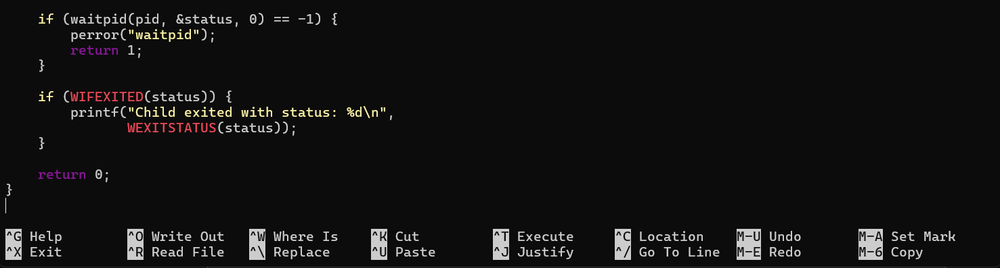 if (waitpid(pid, &status, 0) == -1) {
perror("waitpid");
return 1;
}
if (WIFEXITED(status)) {
printf("Child exited with status: %d\n",
WEXITSTATUS(status));
}
return 0;
}
^G Help ^O Write Out ^W Where Is ^K Cut ^T Execute ^C Location M-U Undo M-A Set Mark
^X Exit ^R Read File ^\ Replace ^U Paste ^J Justify ^/ Go To Line M-E Redo M-6 Copy